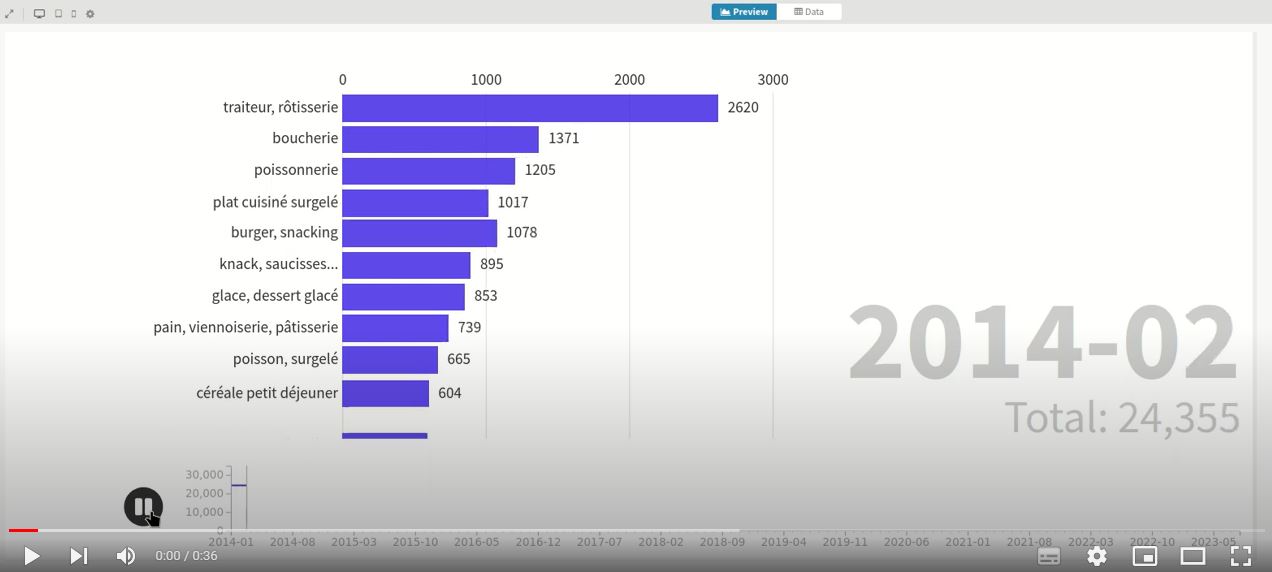 Preview Data
0 1000 2000 3000
traiteur, rôtisserie 2620
boucherie 1371
poissonnerie 1205
plat cuisiné surgelé 1017
burger, snacking 1078
knack, saucisses... 895
glace, dessert glacé 853
pain, viennoiserie, pâtisserie 739
poisson, surgelé 665
céréale petit déjeuner 604
2014-02
Total: 24,355
30,000
20,000
10,000
0
2014-01 2014-08 2015-03 2015-10 2016-05 2016-12 2017-07 2018-02 2018-09 2019-04 2019-11 2020-06 2021-01 2021-08 2022-03 2022-10 2023-05
0:00 / 0:36